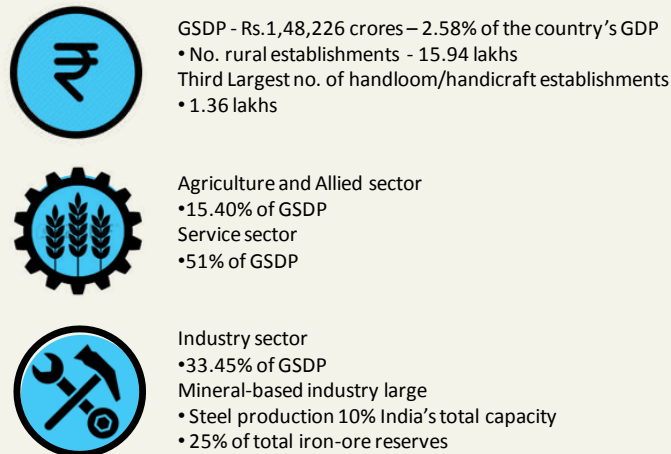 GSDP - Rs.1,48,226 crores – 2.58% of the country's GDP
• No. rural establishments - 15.94 lakhs
Third Largest no. of handloom/handicraft establishments
• 1.36 lakhs
Agriculture and Allied sector
•15.40% of GSDP
Service sector
•51% of GSDP
Industry sector
•33.45% of GSDP
Mineral-based industry large
• Steel production 10% India's total capacity
• 25% of total iron-ore reserves